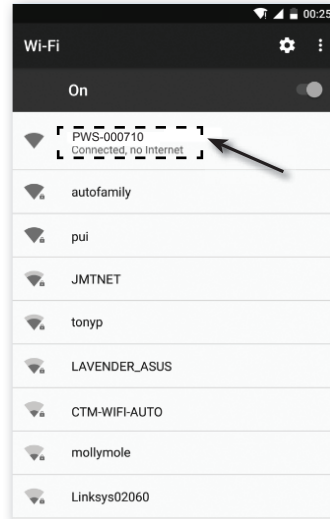 00:25
Wi-Fi
On
PWS-000710
Connected, no Internet
autofamily
pui
JMTNET
tonyp
LAVENDER_ASUS
CTM-WIFI-AUTO
mollymole
Linksys02060